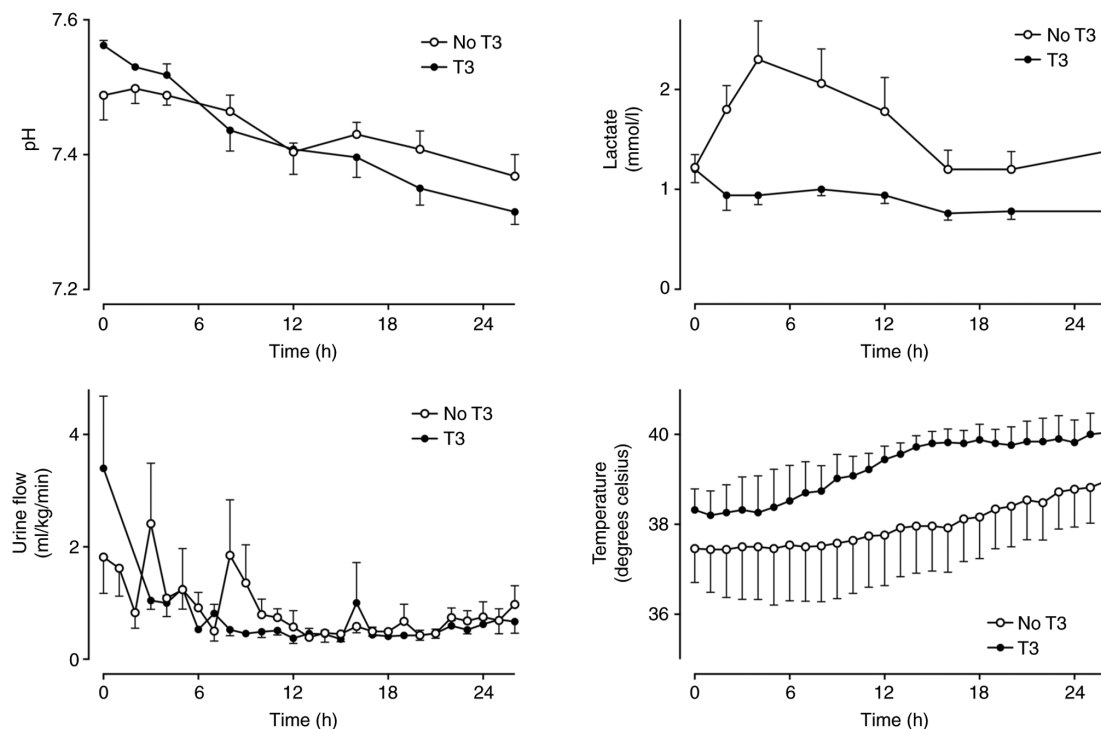 pH
7.6
7.4
7.2
No T3
T3
0 6 12 18 24
Time (h)
Lactate
(mmol/l)
2
1
0
No T3
T3
0 6 12 18 24
Time (h)
Urine flow
(ml/kg/min)
4
2
0
No T3
T3
0 6 12 18 24
Time (h)
Temperature
(degrees celsius)
40
38
36
No T3
T3
0 6 12 18 24
Time (h)